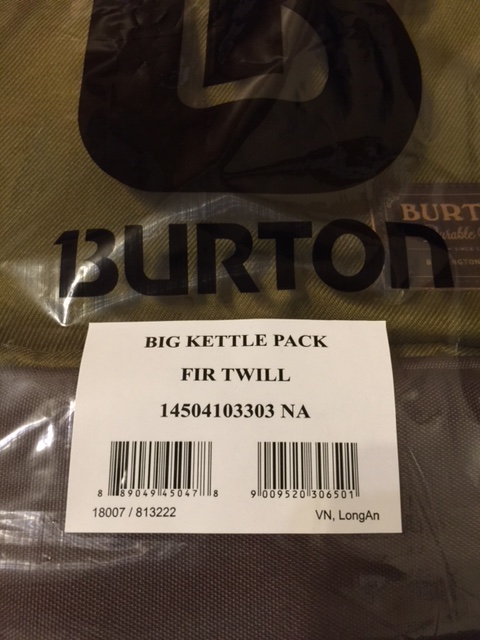 BURTON
BURT
BIG KETTLE PACK
FIR TWILL
14504103303 NA
8 89049 45047 8
9 009520 306501
18007 / 813222
VN, LongAn